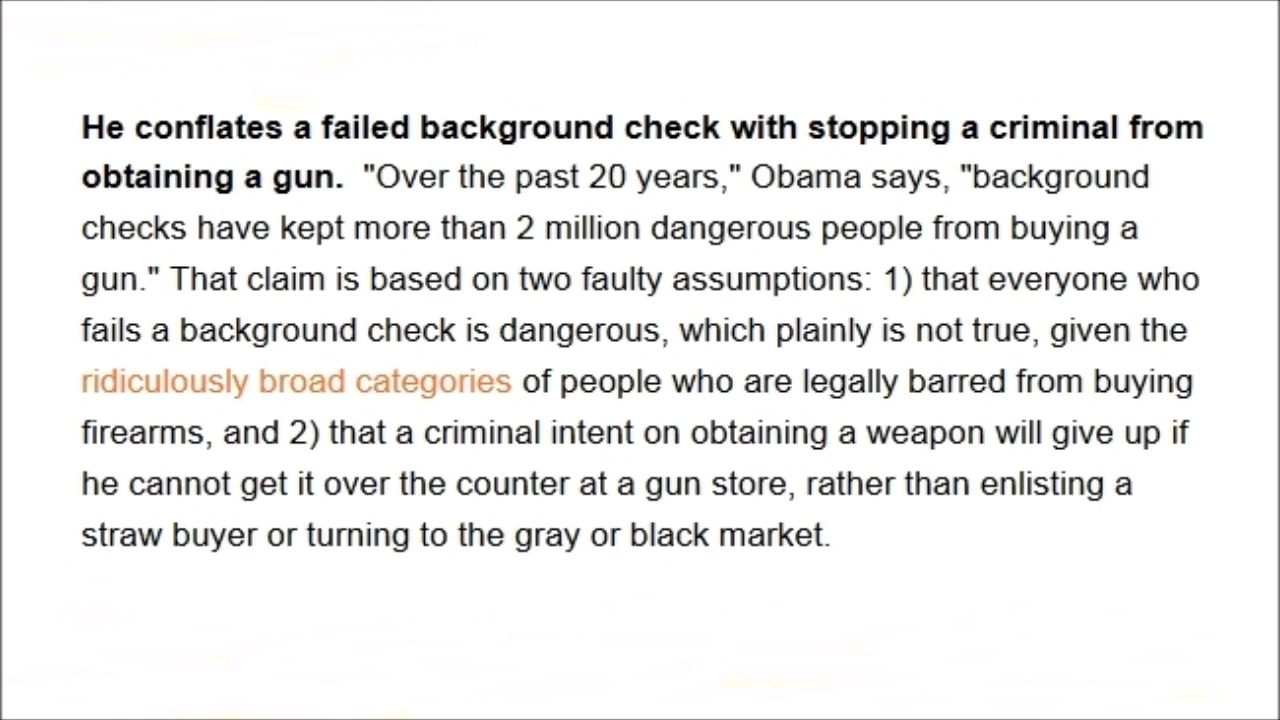 He conflates a failed background check with stopping a criminal from
obtaining a gun.  "Over the past 20 years," Obama says, "background
checks have kept more than 2 million dangerous people from buying a
gun." That claim is based on two faulty assumptions: 1) that everyone who
fails a background check is dangerous, which plainly is not true, given the
ridiculously broad categories of people who are legally barred from buying
firearms, and 2) that a criminal intent on obtaining a weapon will give up if
he cannot get it over the counter at a gun store, rather than enlisting a
straw buyer or turning to the gray or black market.